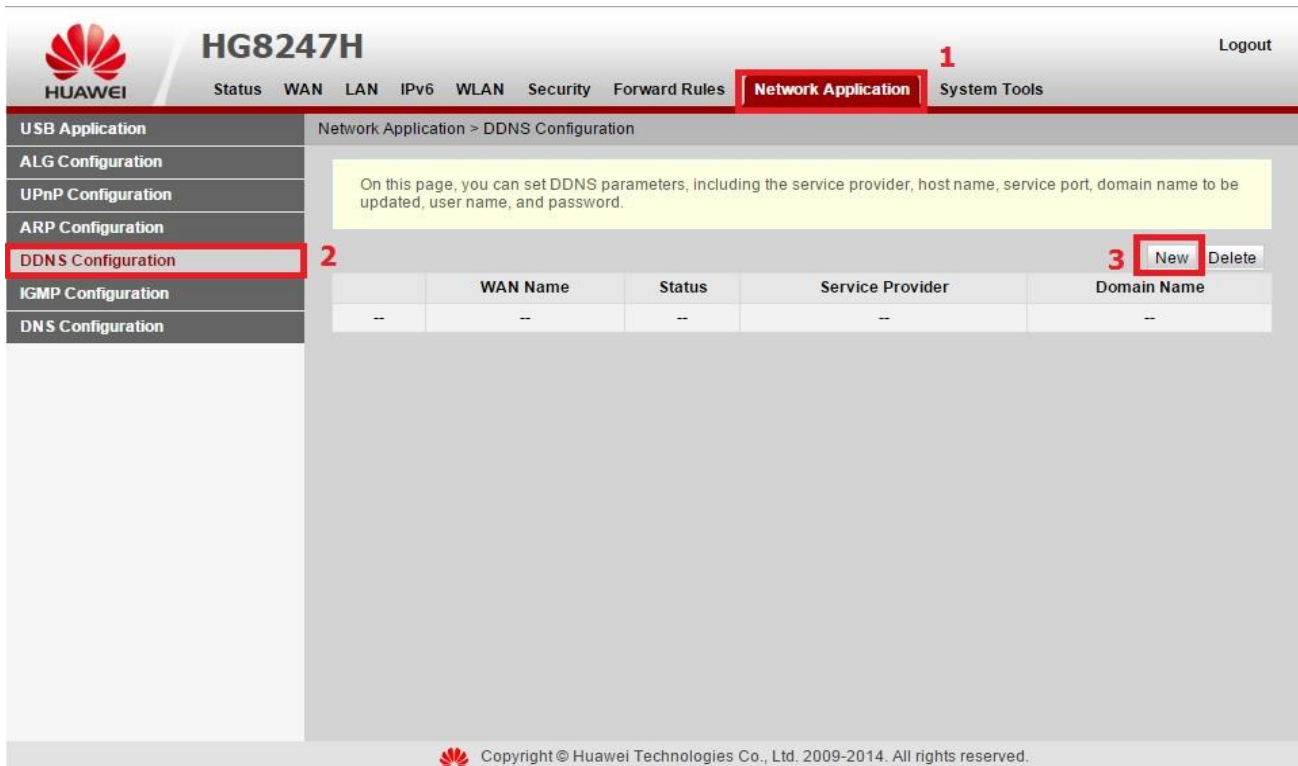 HG8247H
Logout
1
HUAWEI
Status WAN LAN IPv6 WLAN Security Forward Rules Network Application System Tools
USB Application
ALG Configuration
UPnP Configuration
ARP Configuration
DDNS Configuration
2
IGMP Configuration
DNS Configuration
Network Application > DDNS Configuration
On this page, you can set DDNS parameters, including the service provider, host name, service port, domain name to be
updated, user name, and password.
3
New Delete
WAN Name Status Service Provider Domain Name
-- -- -- -- --
Copyright © Huawei Technologies Co., Ltd. 2009-2014. All rights reserved.